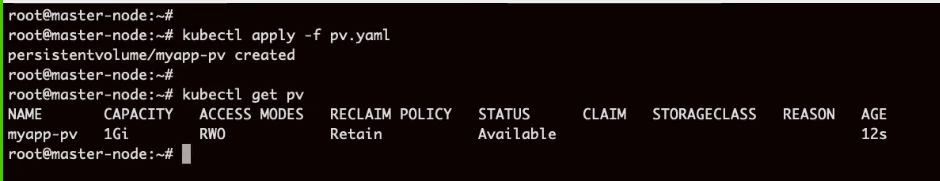 root@master-node:~#
root@master-node:~# kubectl apply -f pv.yaml
persistentvolume/myapp-pv created
root@master-node:~#
root@master-node:~# kubectl get pv
NAME CAPACITY ACCESS MODES RECLAIM POLICY STATUS CLAIM STORAGECLASS REASON AGE
myapp-pv 1Gi RWO Retain Available 12s
root@master-node:~#